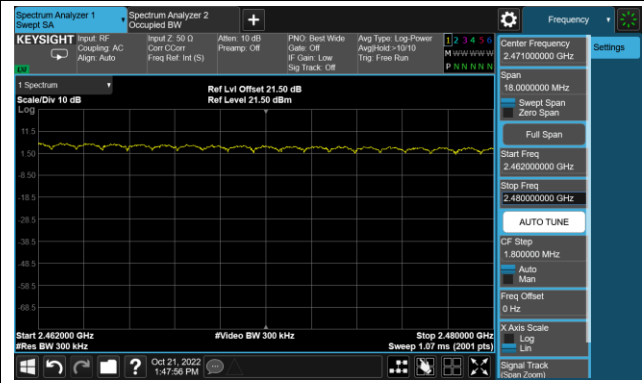 Spectrum Analyzer 1
Swept SA
Spectrum Analyzer 2
Occupied BW
+
Frequency
KEYSIGHT
Input: RF
Coupling: AC
Align: Auto
Input Z: 50 Ω
Corr CCorr
Freq Ref: Int (S)
Atten: 10 dB
Preamp: Off
PNO: Best Wide
Gate: Off
IF Gain: Low
Sig Track: Off
Avg Type: Log-Power
Avg|Hold:>10/10
Trig: Free Run
1 2 3 4 5 6
M W W W W W
P N N N N N
LXI
Center Frequency
2.471000000 GHz
Settings
Span
18.0000000 MHz
Swept Span
Zero Span
Full Span
Start Freq
2.462000000 GHz
Stop Freq
2.480000000 GHz
AUTO TUNE
CF Step
1.800000 MHz
Auto
Man
Freq Offset
0 Hz
X Axis Scale
Log
Lin
Signal Track
(Span Zoom)
1 Spectrum
Scale/Div 10 dB
Ref Lvl Offset 21.50 dB
Ref Level 21.50 dBm
Log
11.5
1.50
-8.50
-18.5
-28.5
-38.5
-48.5
-58.5
-68.5
Start 2.462000 GHz
#Res BW 300 kHz
#Video BW 300 kHz
Stop 2.480000 GHz
Sweep 1.07 ms (2001 pts)
?
Oct 21, 2022
1:47:56 PM